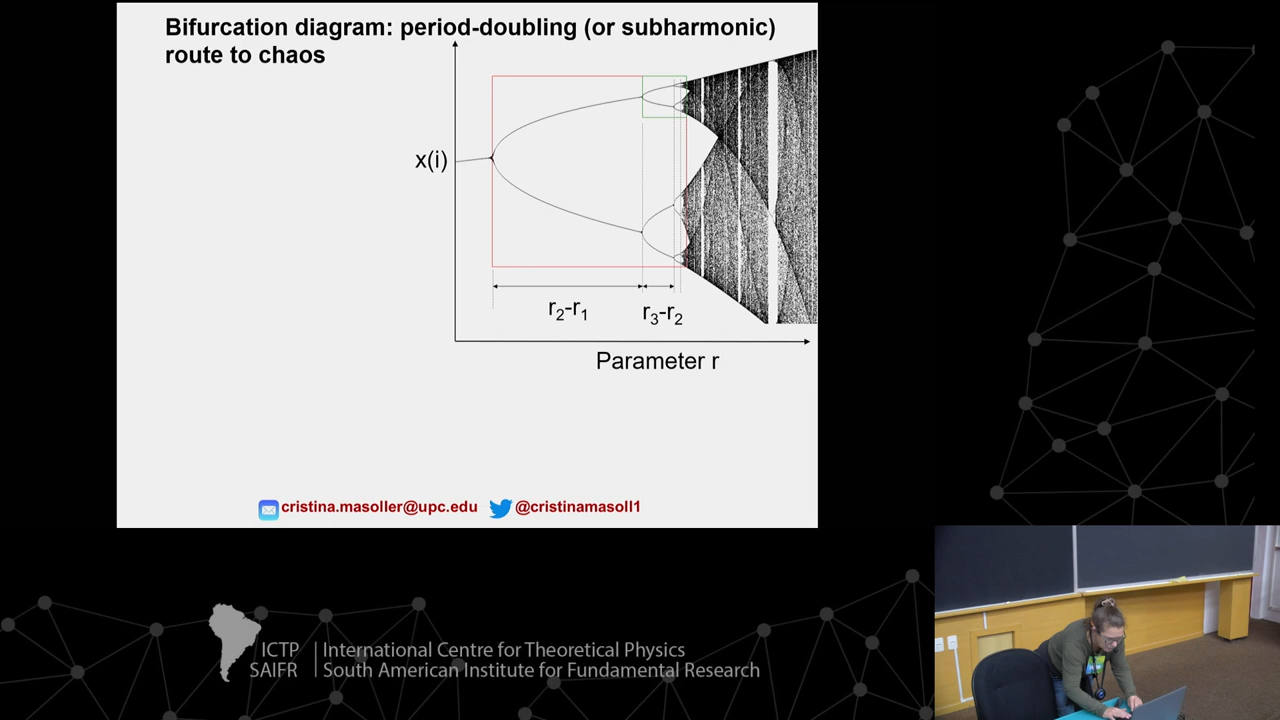 Bifurcation diagram: period-doubling (or subharmonic)
route to chaos
x(i)
r₂-r₁
r₃-r₂
Parameter r
cristina.masoller@upc.edu @cristinamasoll1
ICTP International Centre for Theoretical Physics
SAIFR South American Institute for Fundamental Research